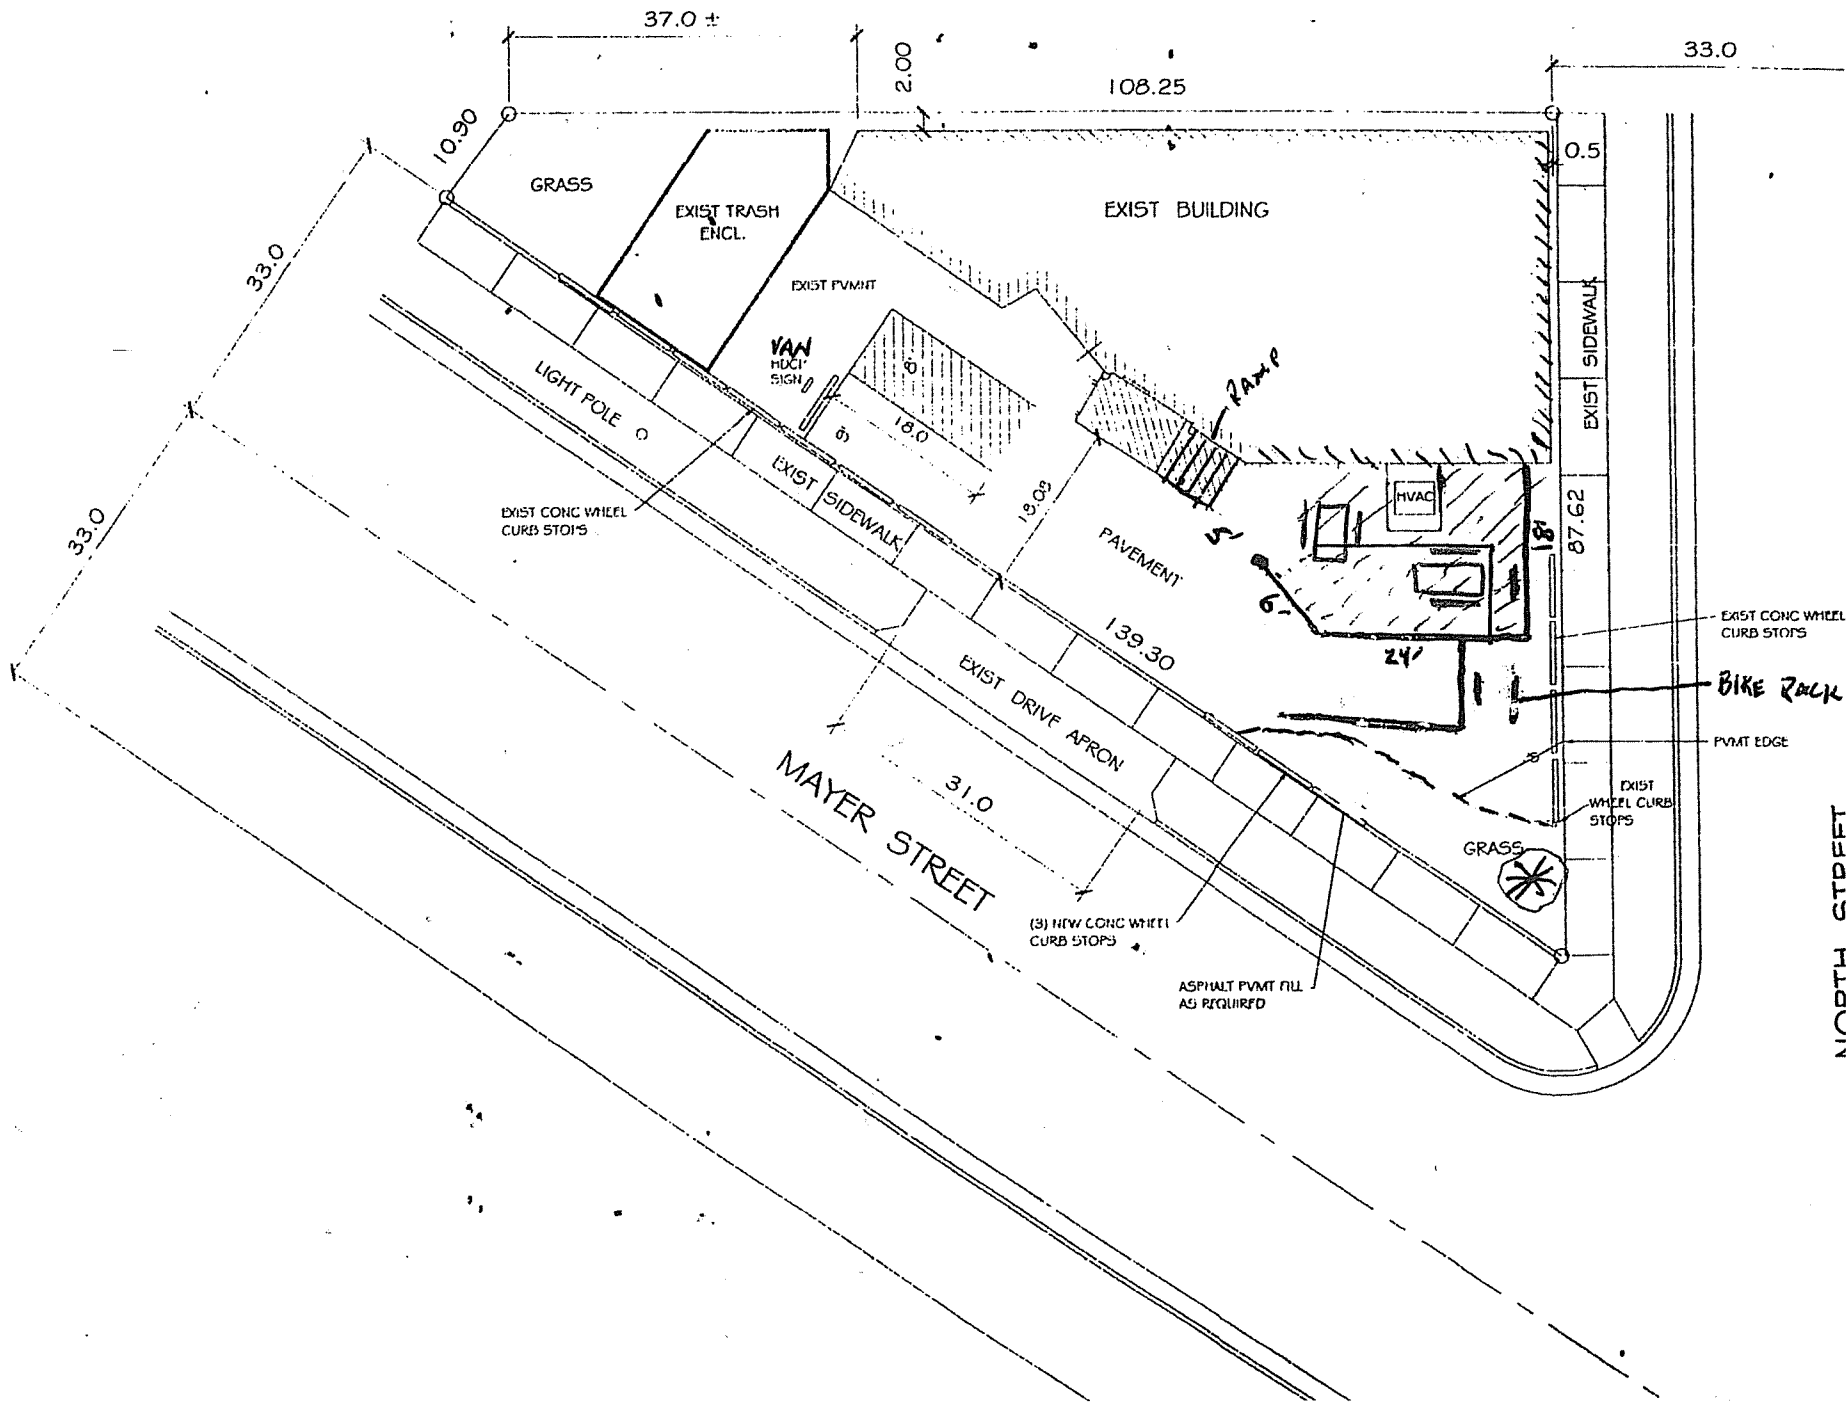 37.0 ±
2.00
108.25
33.0
10.90
0.5
GRASS
EXIST TRASH
ENCL.
EXIST BUILDING
33.0
EXIST PVMNT
EXIST SIDEWALK
VAN
HDCP
SIGN
8'
RAMP
LIGHT POLE
18.0
8'
HVAC
EXIST SIDEWALK
18.08
18'
87.62
EXIST CONC WHEEL
CURB STOPS
33.0
PAVEMENT
5'
6'
EXIST CONC WHEEL
CURB STOPS
139.30
24'
EXIST DRIVE APRON
BIKE RACK
PVMT EDGE
MAYER STREET
31.0
EXIST
WHEEL CURB
STOPS
GRASS
NORTH STREET
(3) NEW CONC WHEEL
CURB STOPS
ASPHALT PVMT FILL
AS REQUIRED